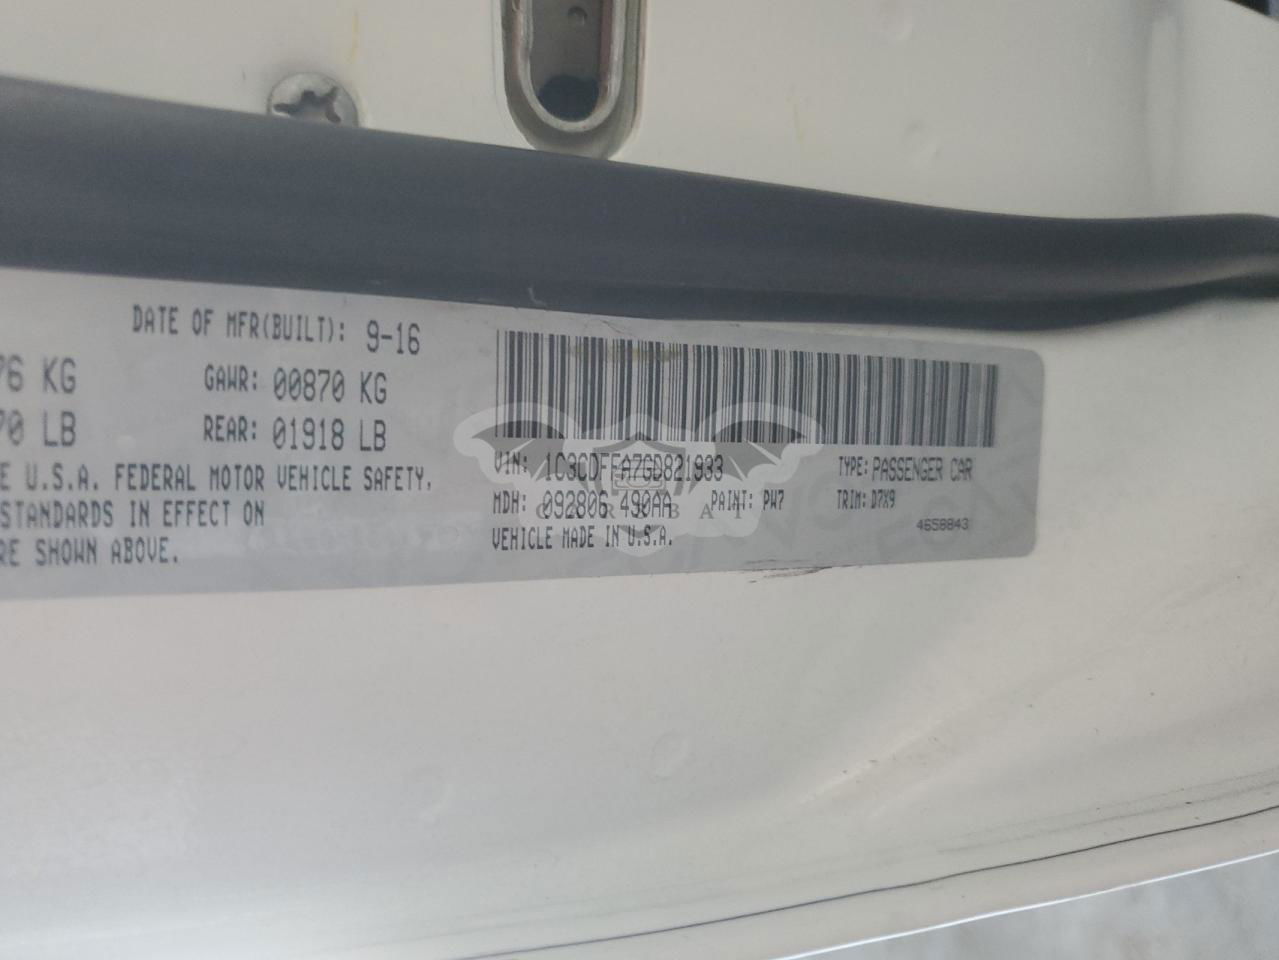 DATE OF MFR(BUILT): 9-16
76 KG GAWR: 00870 KG
70 LB REAR: 01918 LB
E U.S.A. FEDERAL MOTOR VEHICLE SAFETY,
STANDARDS IN EFFECT ON
RE SHOWN ABOVE.
VIN: 1C3CDFFA7GD821933 TYPE: PASSENGER CAR
MDH: 092806 490AA PAINT: PW7 TRIM: D7X9
VEHICLE MADE IN U.S.A. 4658843
CARKBAT